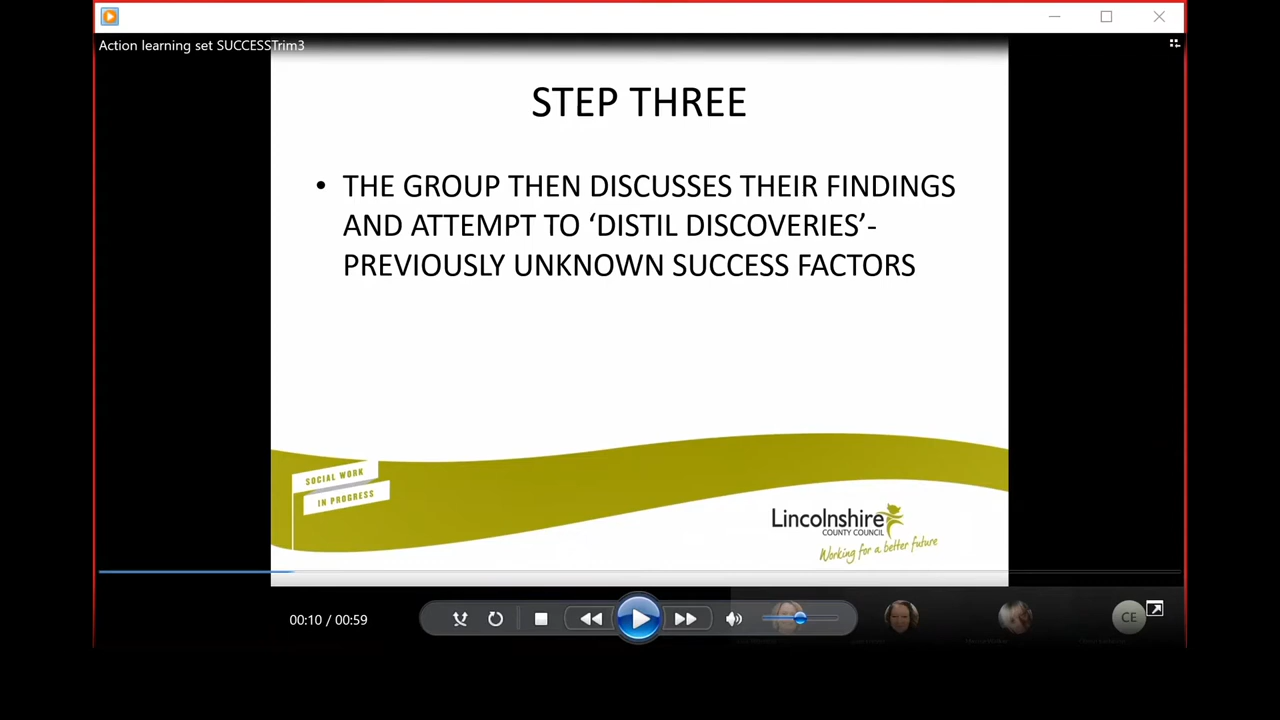 Action learning set SUCCESSTrim3
STEP THREE
• THE GROUP THEN DISCUSSES THEIR FINDINGS
AND ATTEMPT TO ‘DISTIL DISCOVERIES’-
PREVIOUSLY UNKNOWN SUCCESS FACTORS
SOCIAL WORK
IN PROGRESS
Lincolnshire
COUNTY COUNCIL
Working for a better future
00:10 / 00:59
CE